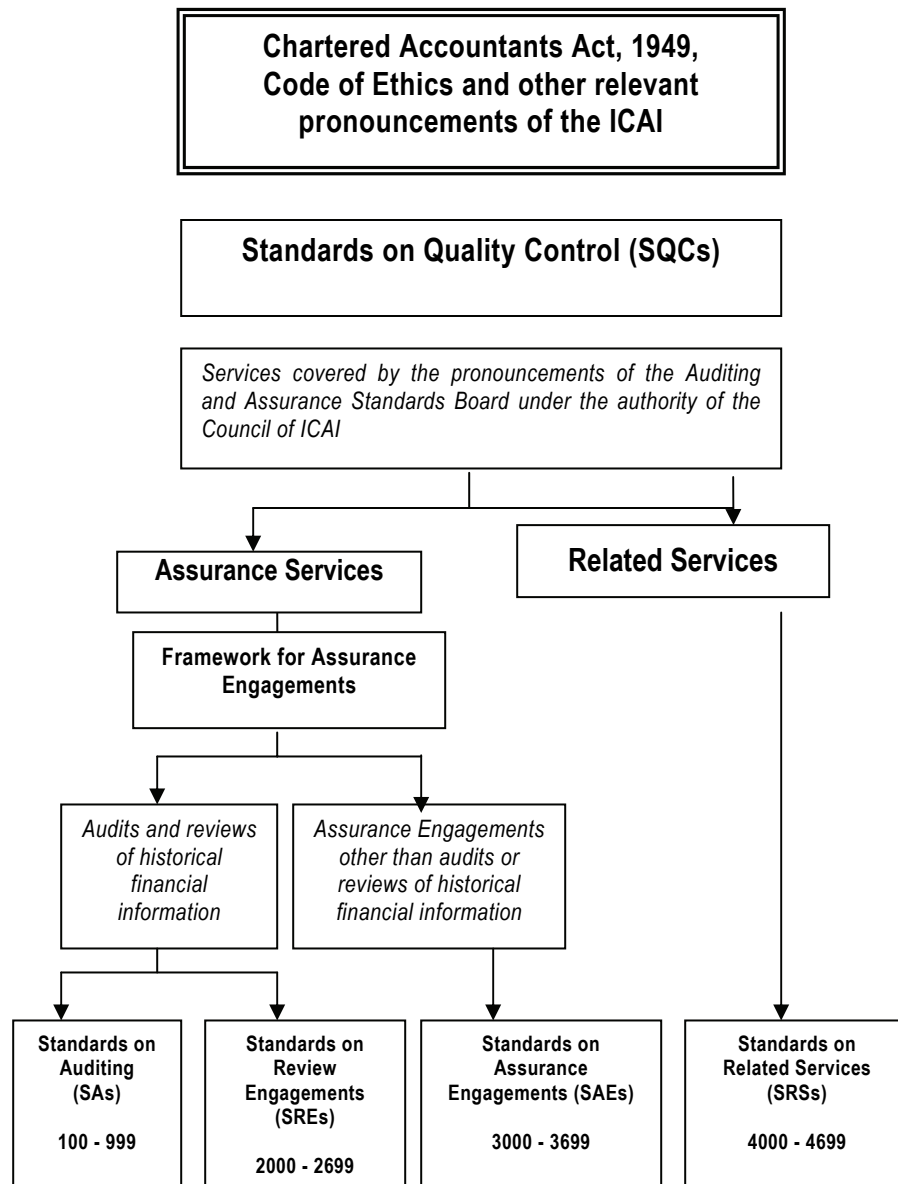 Chartered Accountants Act, 1949,
Code of Ethics and other relevant
pronouncements of the ICAI
Standards on Quality Control (SQCs)
Services covered by the pronouncements of the Auditing
and Assurance Standards Board under the authority of the
Council of ICAI
Assurance Services
Related Services
Framework for Assurance
Engagements
Audits and reviews
of historical
financial
information
Assurance Engagements
other than audits or
reviews of historical
financial information
Standards on
Auditing
(SAs)
100 - 999
Standards on
Review
Engagements
(SREs)
2000 - 2699
Standards on
Assurance
Engagements (SAEs)
3000 - 3699
Standards on
Related Services
(SRSs)
4000 - 4699